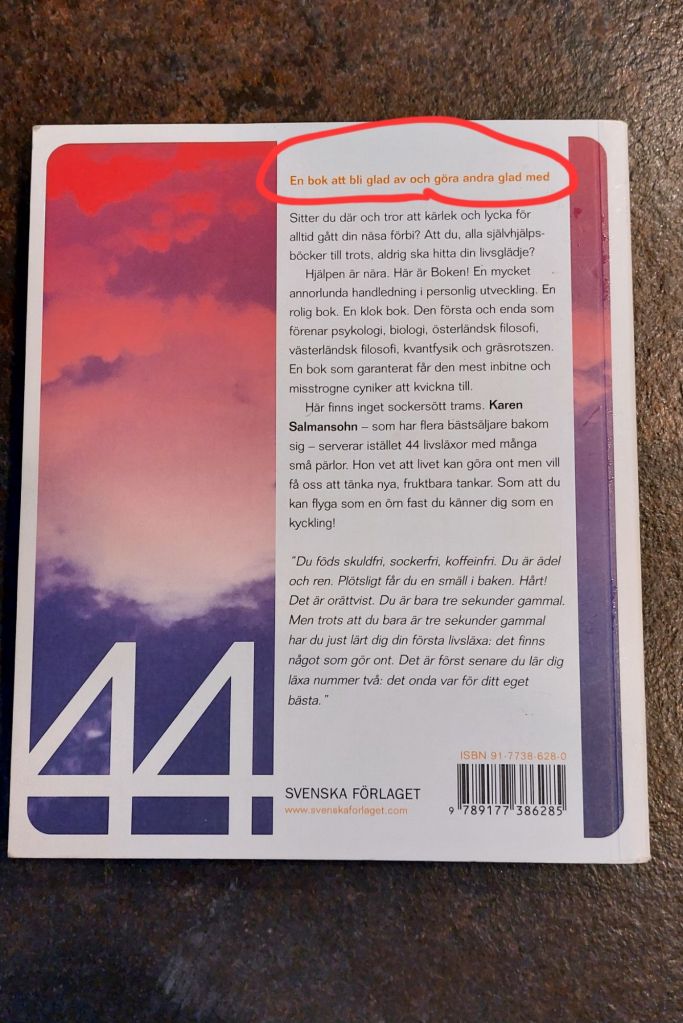 En bok att bli glad av och göra andra glad med
Sitter du där och tror att kärlek och lycka för
alltid gått din näsa förbi? Att du, alla självhjälps-
böcker till trots, aldrig ska hitta din livsglädje?
Hjälpen är nära. Här är Boken! En mycket
annorlunda handledning i personlig utveckling. En
rolig bok. En klok bok. Den första och enda som
förenar psykologi, biologi, österländsk filosofi,
västerländsk filosofi, kvantfysik och gräsrotszen.
En bok som garanterat får den mest inbitne och
misstrogne cyniker att kvickna till.
Här finns inget sockersött trams. Karen
Salmansohn – som har flera bästsäljare bakom
sig – serverar istället 44 livsläxor med många
små pärlor. Hon vet att livet kan göra ont men vill
få oss att tänka nya, fruktbara tankar. Som att du
kan flyga som en örn fast du känner dig som en
kyckling!
"Du föds skuldfri, sockerfri, koffeinfri. Du är ädel
och ren. Plötsligt får du en smäll i baken. Hårt!
Det är orättvist. Du är bara tre sekunder gammal.
Men trots att du bara är tre sekunder gammal
har du just lärt dig din första livsläxa: det finns
något som gör ont. Det är först senare du lär dig
läxa nummer två: det onda var för ditt eget
bästa."
44
ISBN 91-7738-628-0
SVENSKA FÖRLAGET
www.svenskaforlaget.com
9 789177 386285